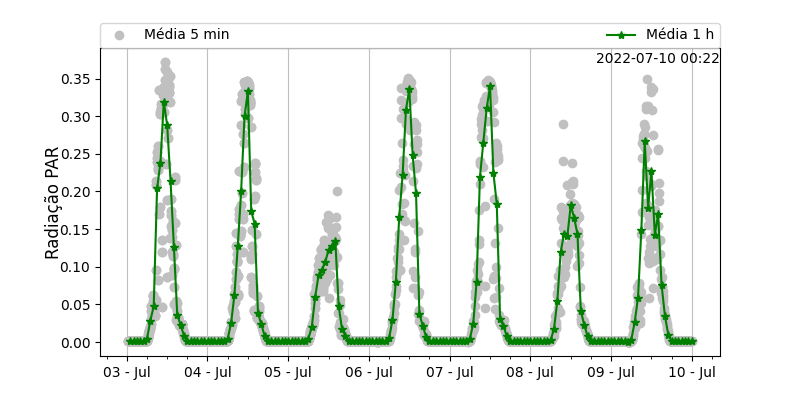 Média 5 min
Média 1 h
2022-07-10 00:22
Radiação PAR
0.35
0.30
0.25
0.20
0.15
0.10
0.05
0.00
03 - Jul
04 - Jul
05 - Jul
06 - Jul
07 - Jul
08 - Jul
09 - Jul
10 - Jul